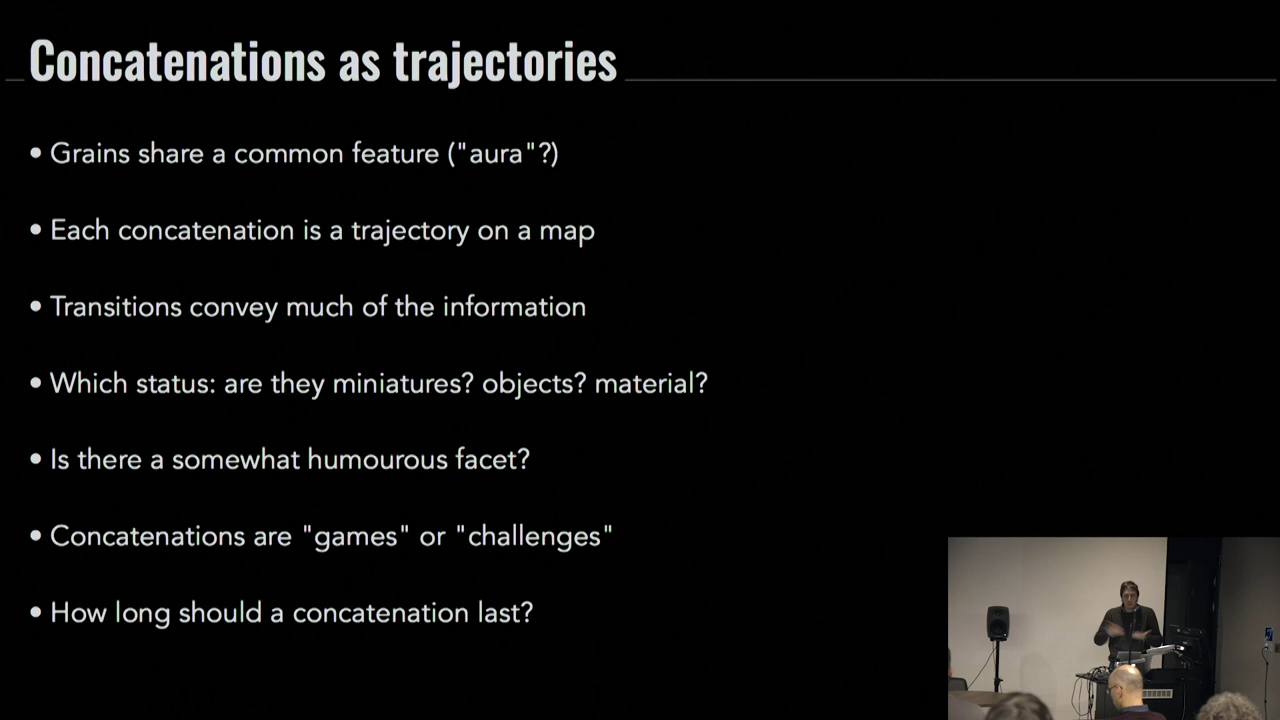 Concatenations as trajectories
• Grains share a common feature ("aura"?)
• Each concatenation is a trajectory on a map
• Transitions convey much of the information
• Which status: are they miniatures? objects? material?
• Is there a somewhat humourous facet?
• Concatenations are "games" or "challenges"
• How long should a concatenation last?